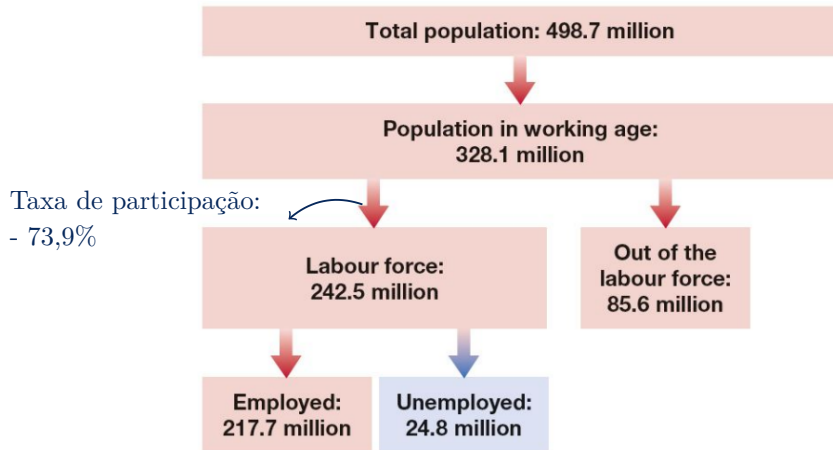 Total population: 498.7 million
Population in working age:
328.1 million
Taxa de participação:
- 73,9%
Labour force:
242.5 million
Out of the
labour force:
85.6 million
Employed:
217.7 million
Unemployed:
24.8 million